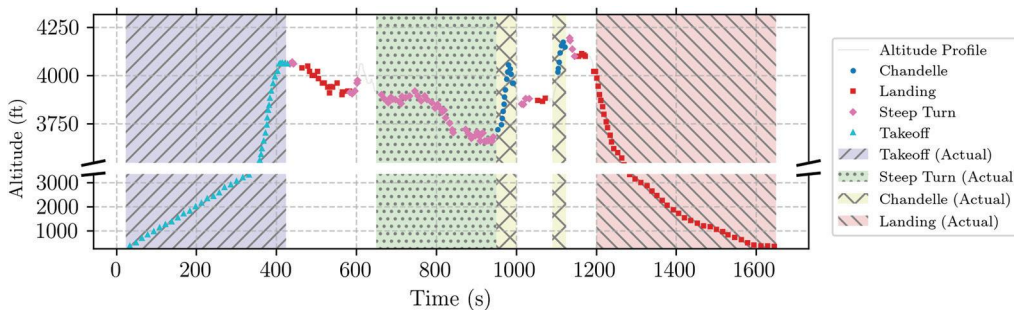 4250
4000
3750
3000
2000
1000
Altitude (ft)
0
200
400
600
800
1000
1200
1400
1600
Time (s)
Altitude Profile
Chandelle
Landing
Steep Turn
Takeoff
Takeoff (Actual)
Steep Turn (Actual)
Chandelle (Actual)
Landing (Actual)